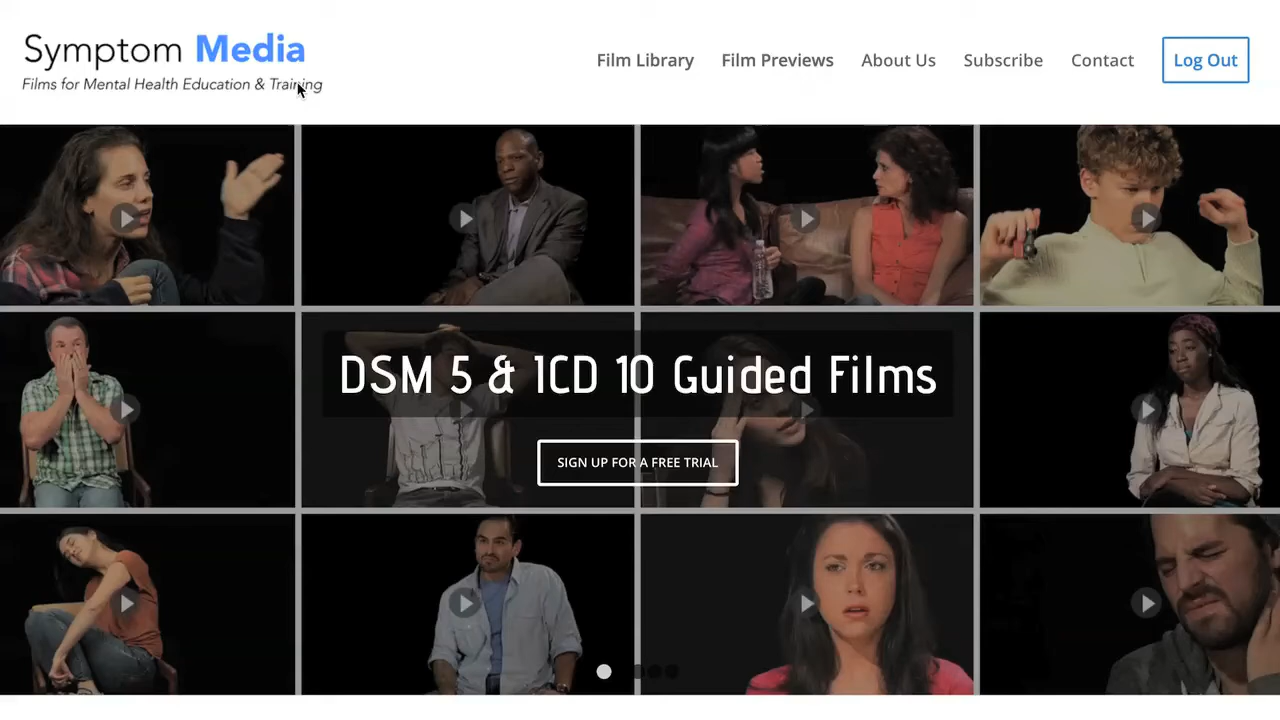 Symptom Media
Films for Mental Health Education & Training
Film Library
Film Previews
About Us
Subscribe
Contact
Log Out
DSM 5 & ICD 10 Guided Films
SIGN UP FOR A FREE TRIAL